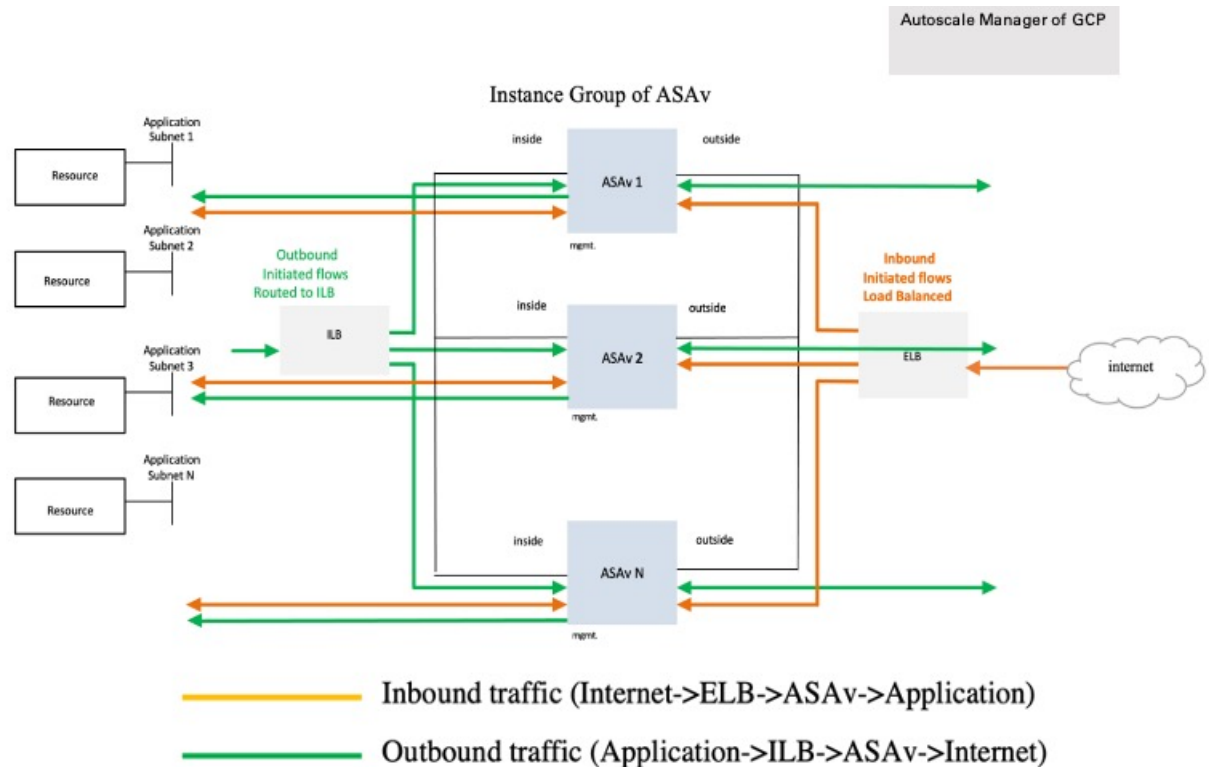 Autoscale Manager of GCP
Instance Group of ASAv
Application
Subnet 1
Resource
inside
ASAv 1
outside
mgmt.
Application
Subnet 2
Resource
Outbound
Initiated flows
Routed to ILB
ILB
inside
ASAv 2
outside
mgmt.
Inbound
Initiated flows
Load Balanced
ELB
internet
Application
Subnet 3
Resource
Application
Subnet N
Resource
inside
ASAv N
outside
mgmt.
Inbound traffic (Internet->ELB->ASAv->Application)
Outbound traffic (Application->ILB->ASAv->Internet)